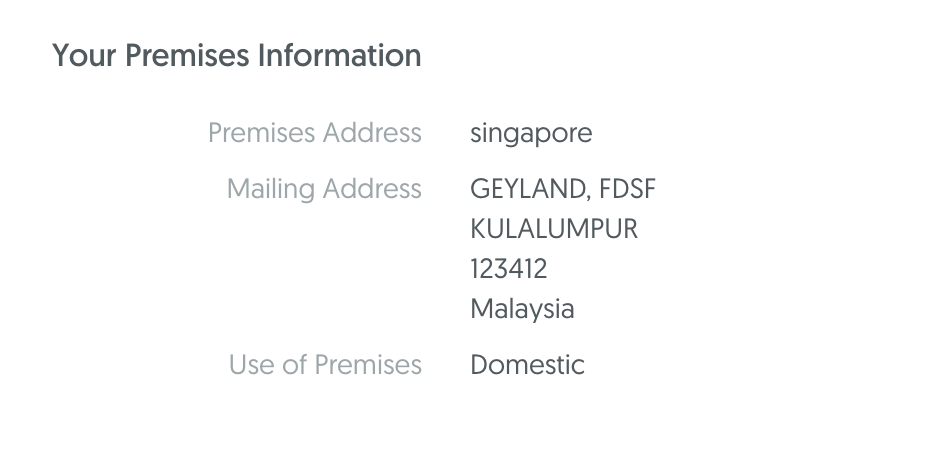 Your Premises Information
Premises Address singapore
Mailing Address GEYLAND, FDSF
KULALUMPUR
123412
Malaysia
Use of Premises Domestic